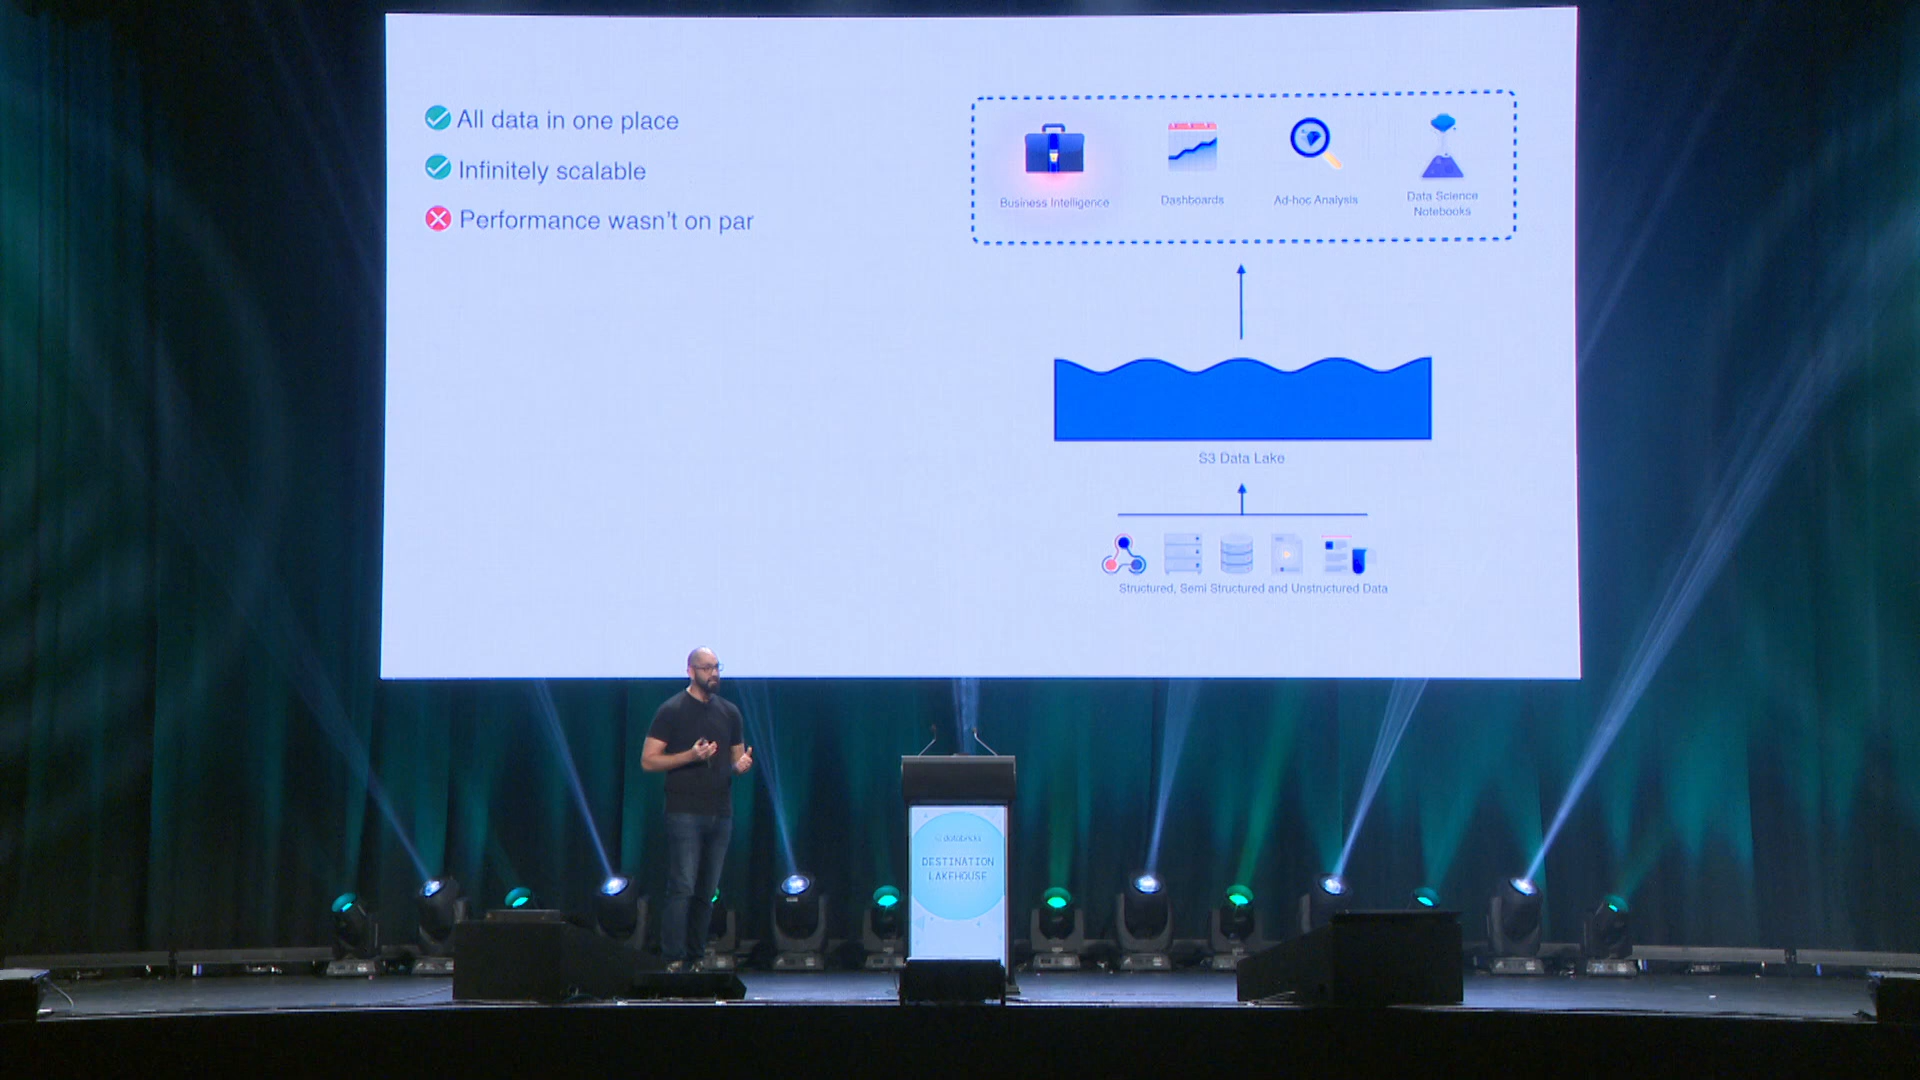 All data in one place
Infinitely scalable
Performance wasn't on par
Business Intelligence
Dashboards
Ad-hoc Analysis
Data Science
Notebooks
S3 Data Lake
Structured, Semi Structured and Unstructured Data
databricks
DESTINATION
LAKEHOUSE